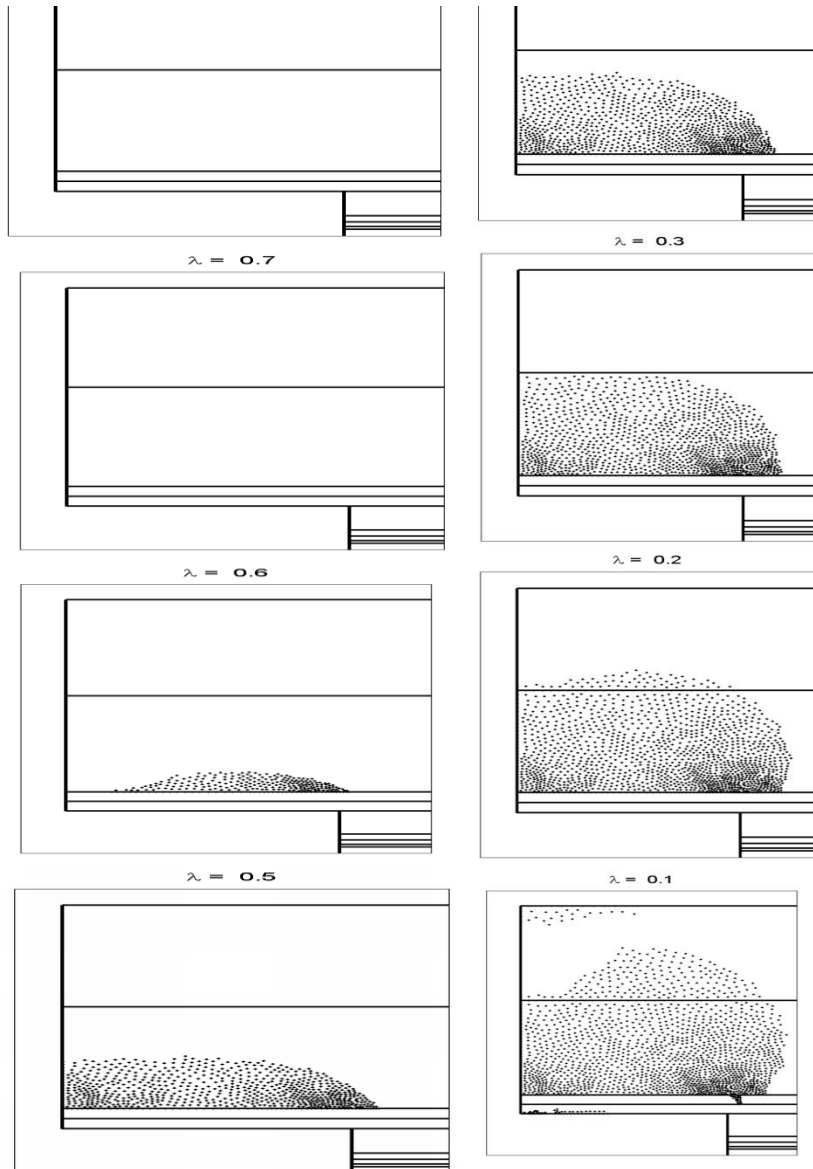 λ = 0.7
λ = 0.6
λ = 0.5
λ = 0.3
λ = 0.2
λ = 0.1